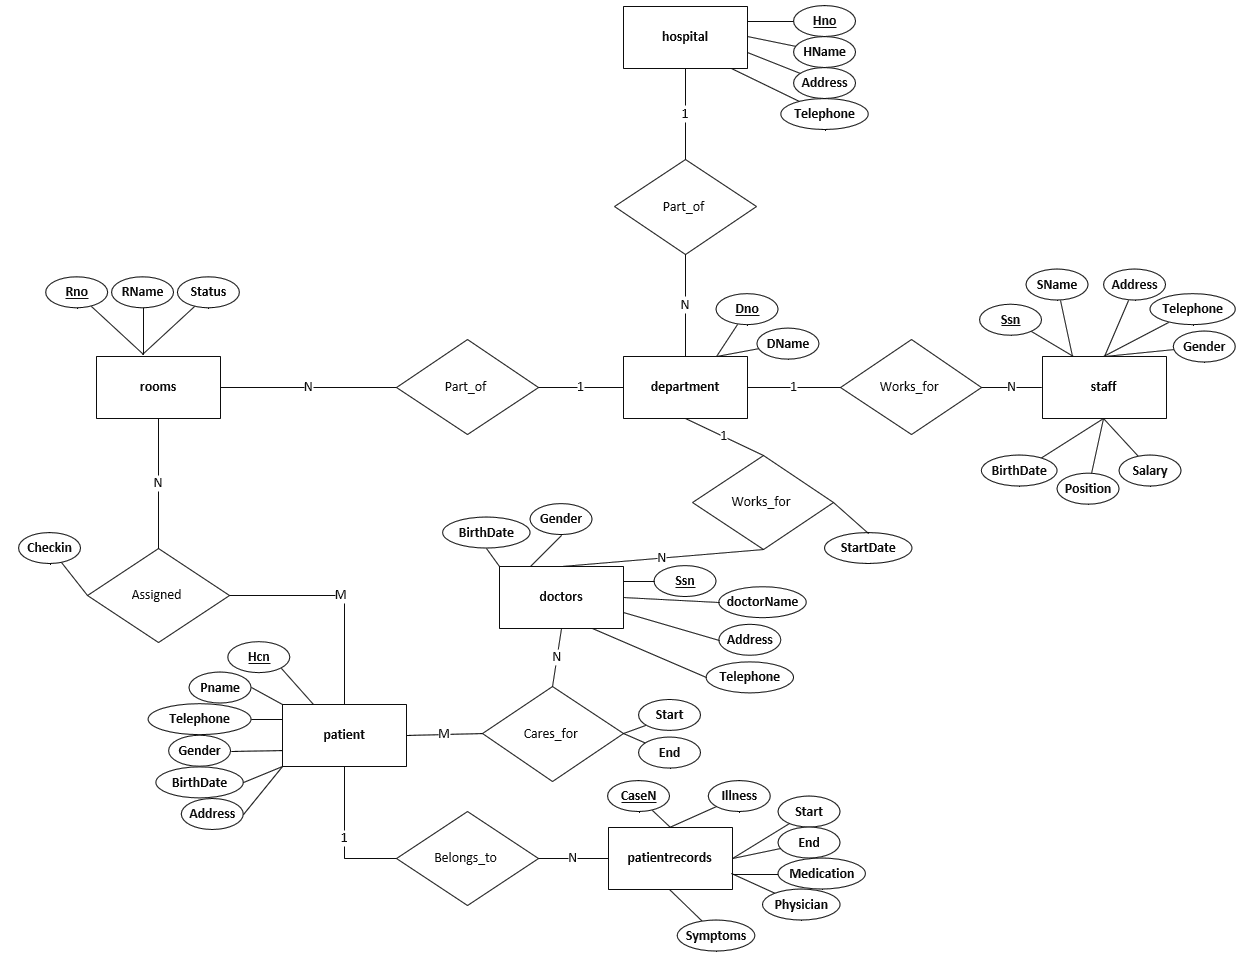 Hno
hospital
HName
Address
Telephone
1
Part_of
N
Rno
RName
Status
Dno
DName
SName
Address
Ssn
Telephone
Gender
rooms
N
Part_of
1
department
1
Works_for
N
staff
1
BirthDate
Position
Salary
N
Works_for
StartDate
BirthDate
Gender
N
Checkin
Ssn
doctors
doctorName
Assigned
M
Address
Telephone
N
Hcn
Pname
Telephone
Gender
BirthDate
Address
patient
M
Cares_for
Start
End
CaseN
Illness
Start
End
Medication
Physician
1
Belongs_to
N
patientrecords
Symptoms